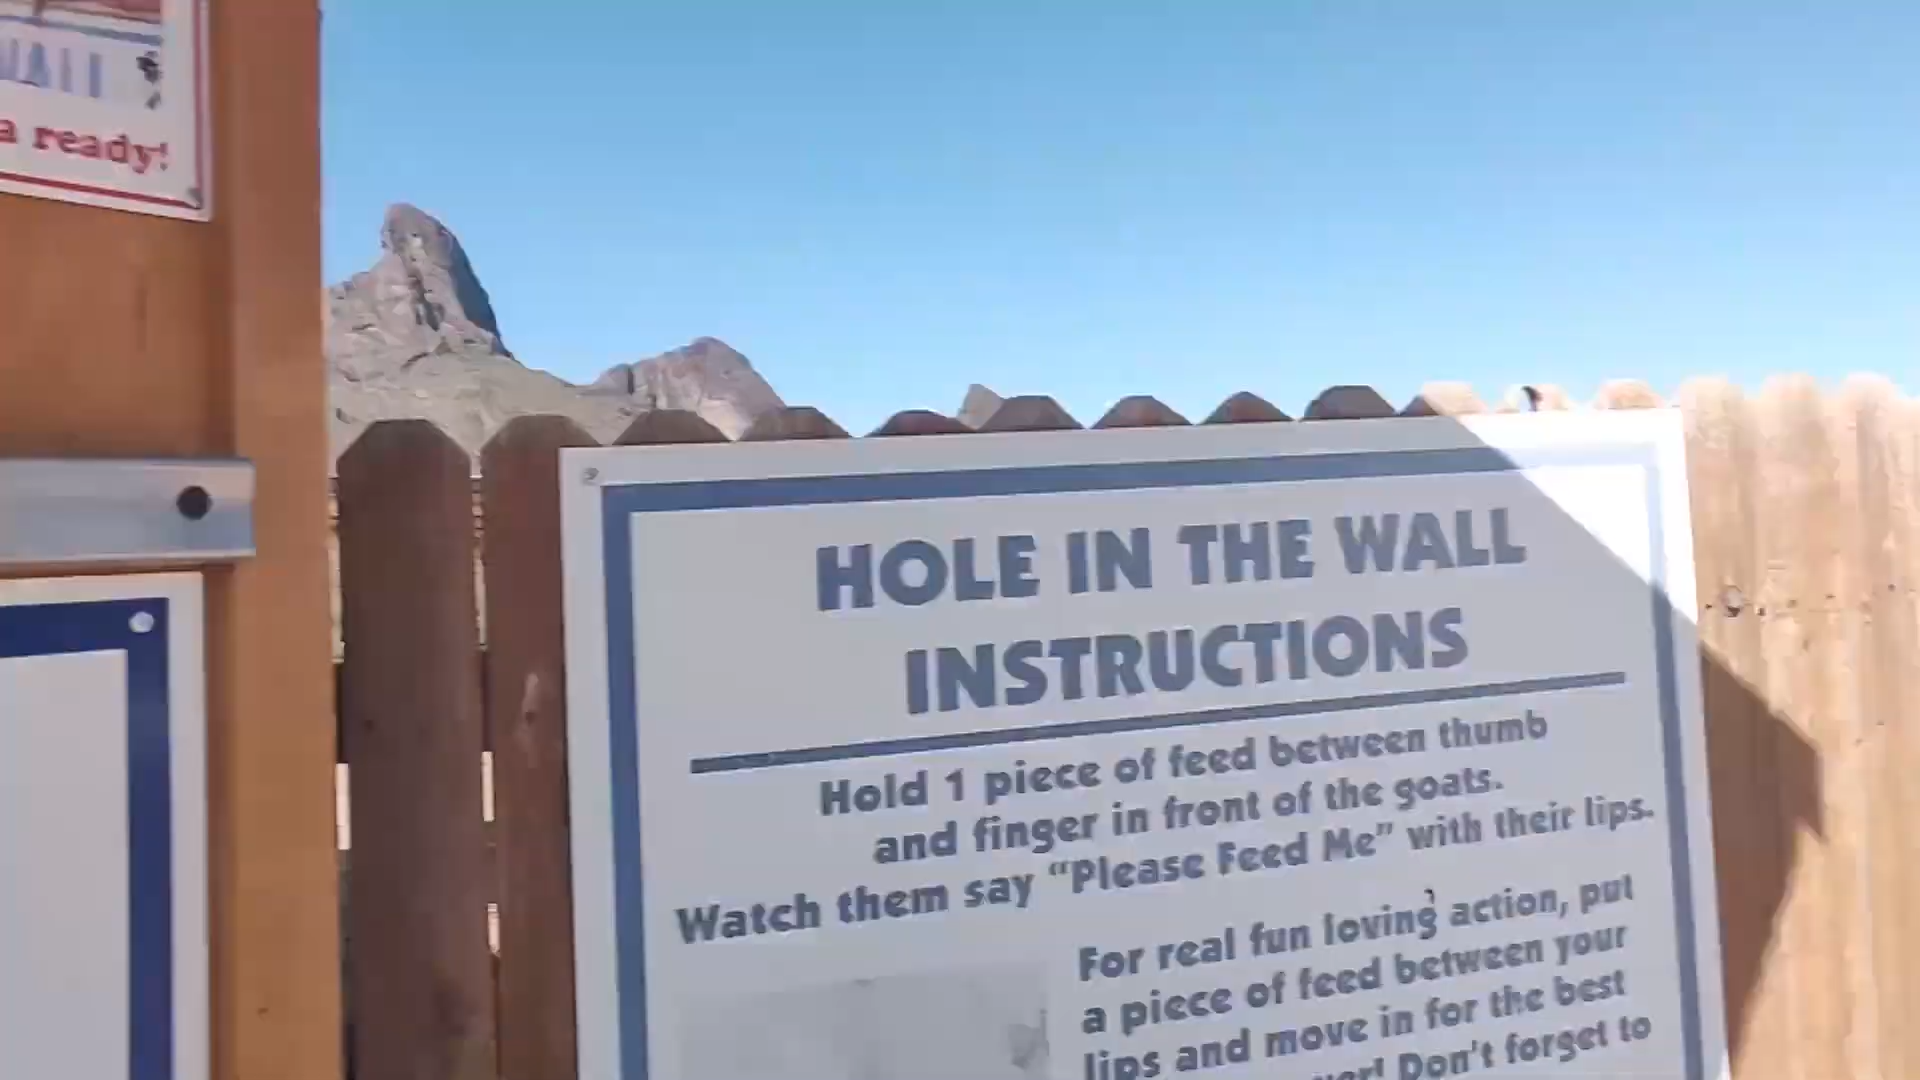 WALL
a ready!
HOLE IN THE WALL
INSTRUCTIONS
Hold 1 piece of feed between thumb
and finger in front of the goats.
Watch them say “Please Feed Me” with their lips.
For real fun loving action, put
a piece of feed between your
lips and move in for the best
Don't forget to